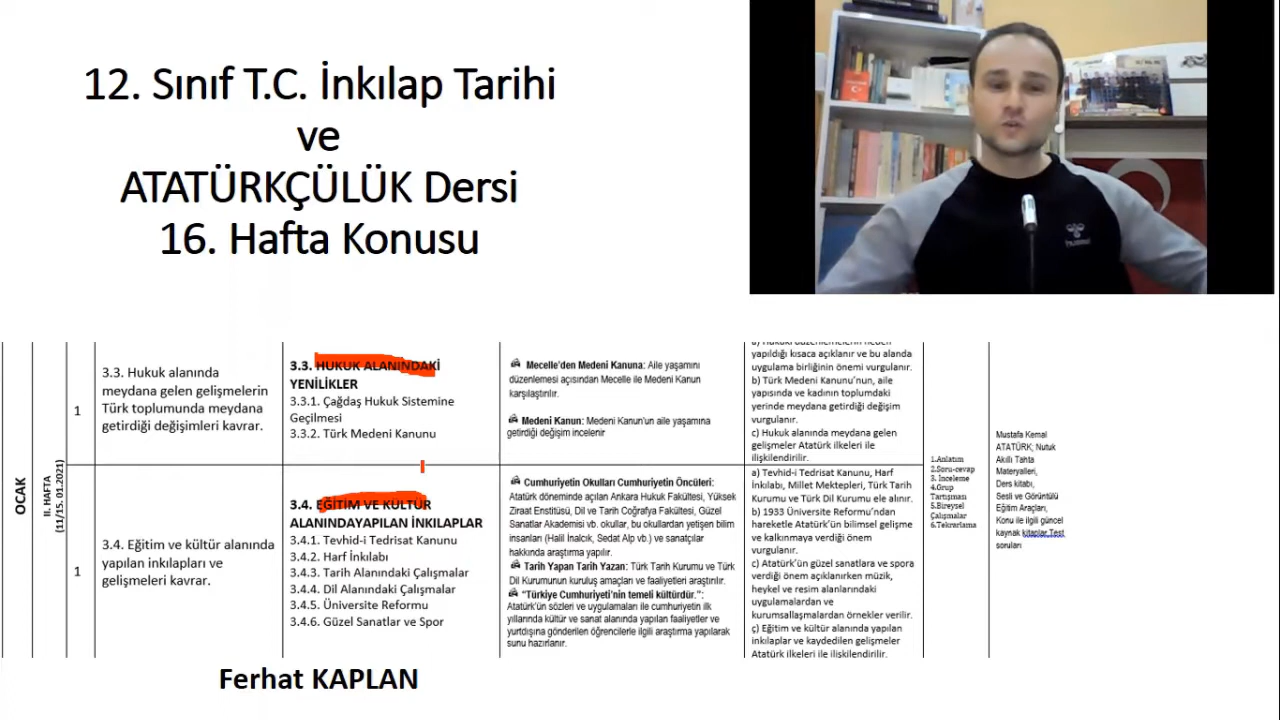 12. Sınıf T.C. İnkılap Tarihi
ve
ATATÜRKÇÜLÜK Dersi
16. Hafta Konusu
hummel
OCAK
II. HAFTA
(11/15. 01.2021)
1
3.3. Hukuk alanında
meydana gelen gelişmelerin
Türk toplumunda meydana
getirdiği değişimleri kavrar.
3.3. HUKUK ALANINDAKİ
YENİLİKLER
3.3.1. Çağdaş Hukuk Sistemine
Geçilmesi
3.3.2. Türk Medeni Kanunu
Mecelle'den Medeni Kanuna: Aile yaşamını
düzenlemesi açısından Mecelle ile Medeni Kanun
karşılaştırılır.
Medeni Kanun: Medeni Kanun'un aile yaşamına
getirdiği değişim incelenir
a) Hukuki düzenlemelerin neden
yapıldığı kısaca açıklanır ve bu alanda
uygulama birliğinin önemi vurgulanır.
b) Türk Medeni Kanunu'nun, aile
yapısında ve kadının toplumdaki
yerinde meydana getirdiği değişim
vurgulanır.
c) Hukuk alanında meydana gelen
gelişmeler Atatürk ilkeleri ile
ilişkilendirilir.
1
3.4. Eğitim ve kültür alanında
yapılan inkılapları ve
gelişmeleri kavrar.
3.4. EĞİTİM VE KÜLTÜR
ALANINDAYAPILAN İNKILAPLAR
3.4.1. Tevhid-i Tedrisat Kanunu
3.4.2. Harf İnkılabı
3.4.3. Tarih Alanındaki Çalışmalar
3.4.4. Dil Alanındaki Çalışmalar
3.4.5. Üniversite Reformu
3.4.6. Güzel Sanatlar ve Spor
Cumhuriyetin Okulları Cumhuriyetin Öncüleri:
Atatürk döneminde açılan Ankara Hukuk Fakültesi, Yüksek
Ziraat Enstitüsü, Dil ve Tarih Coğrafya Fakültesi, Güzel
Sanatlar Akademisi vb. okullar, bu okullardan yetişen bilim
insanları (Halil İnalcık, Sedat Alp vb.) ve sanatçılar
hakkında araştırma yapılır.
Tarih Yapan Tarih Yazan: Türk Tarih Kurumu ve Türk
Dil Kurumunun kuruluş amaçları ve faaliyetleri araştırılır.
"Türkiye Cumhuriyeti'nin temeli kültürdür.":
Atatürk'ün sözleri ve uygulamaları ile cumhuriyetin ilk
yıllarında kültür ve sanat alanında yapılan faaliyetler ve
yurtdışına gönderilen öğrencilerle ilgili araştırma yapılarak
sunu hazırlanır.
a) Tevhid-i Tedrisat Kanunu, Harf
İnkılabı, Millet Mektepleri, Türk Tarih
Kurumu ve Türk Dil Kurumu ele alınır.
b) 1933 Üniversite Reformu'ndan
hareketle Atatürk'ün bilimsel gelişme
ve kalkınmaya verdiği önem
vurgulanır.
c) Atatürk'ün güzel sanatlara ve spora
verdiği önem açıklanırken müzik,
heykel ve resim alanlarındaki
uygulamalardan ve
kurumsallaşmalardan örnekler verilir.
ç) Eğitim ve kültür alanında yapılan
inkılaplar ve kaydedilen gelişmeler
Atatürk ilkeleri ile ilişkilendirilir.
1.Anlatım
2.Soru-cevap
3. İnceleme
4.Grup
Tartışması
5.Bireysel
Çalışmalar
6.Tekrarlama
Mustafa Kemal
ATATÜRK; Nutuk
Akıllı Tahta
Materyalleri,
Ders kitabı,
Sesli ve Görüntülü
Eğitim Araçları,
Konu ile ilgili güncel
kaynak kitaplar,Test
soruları
Ferhat KAPLAN